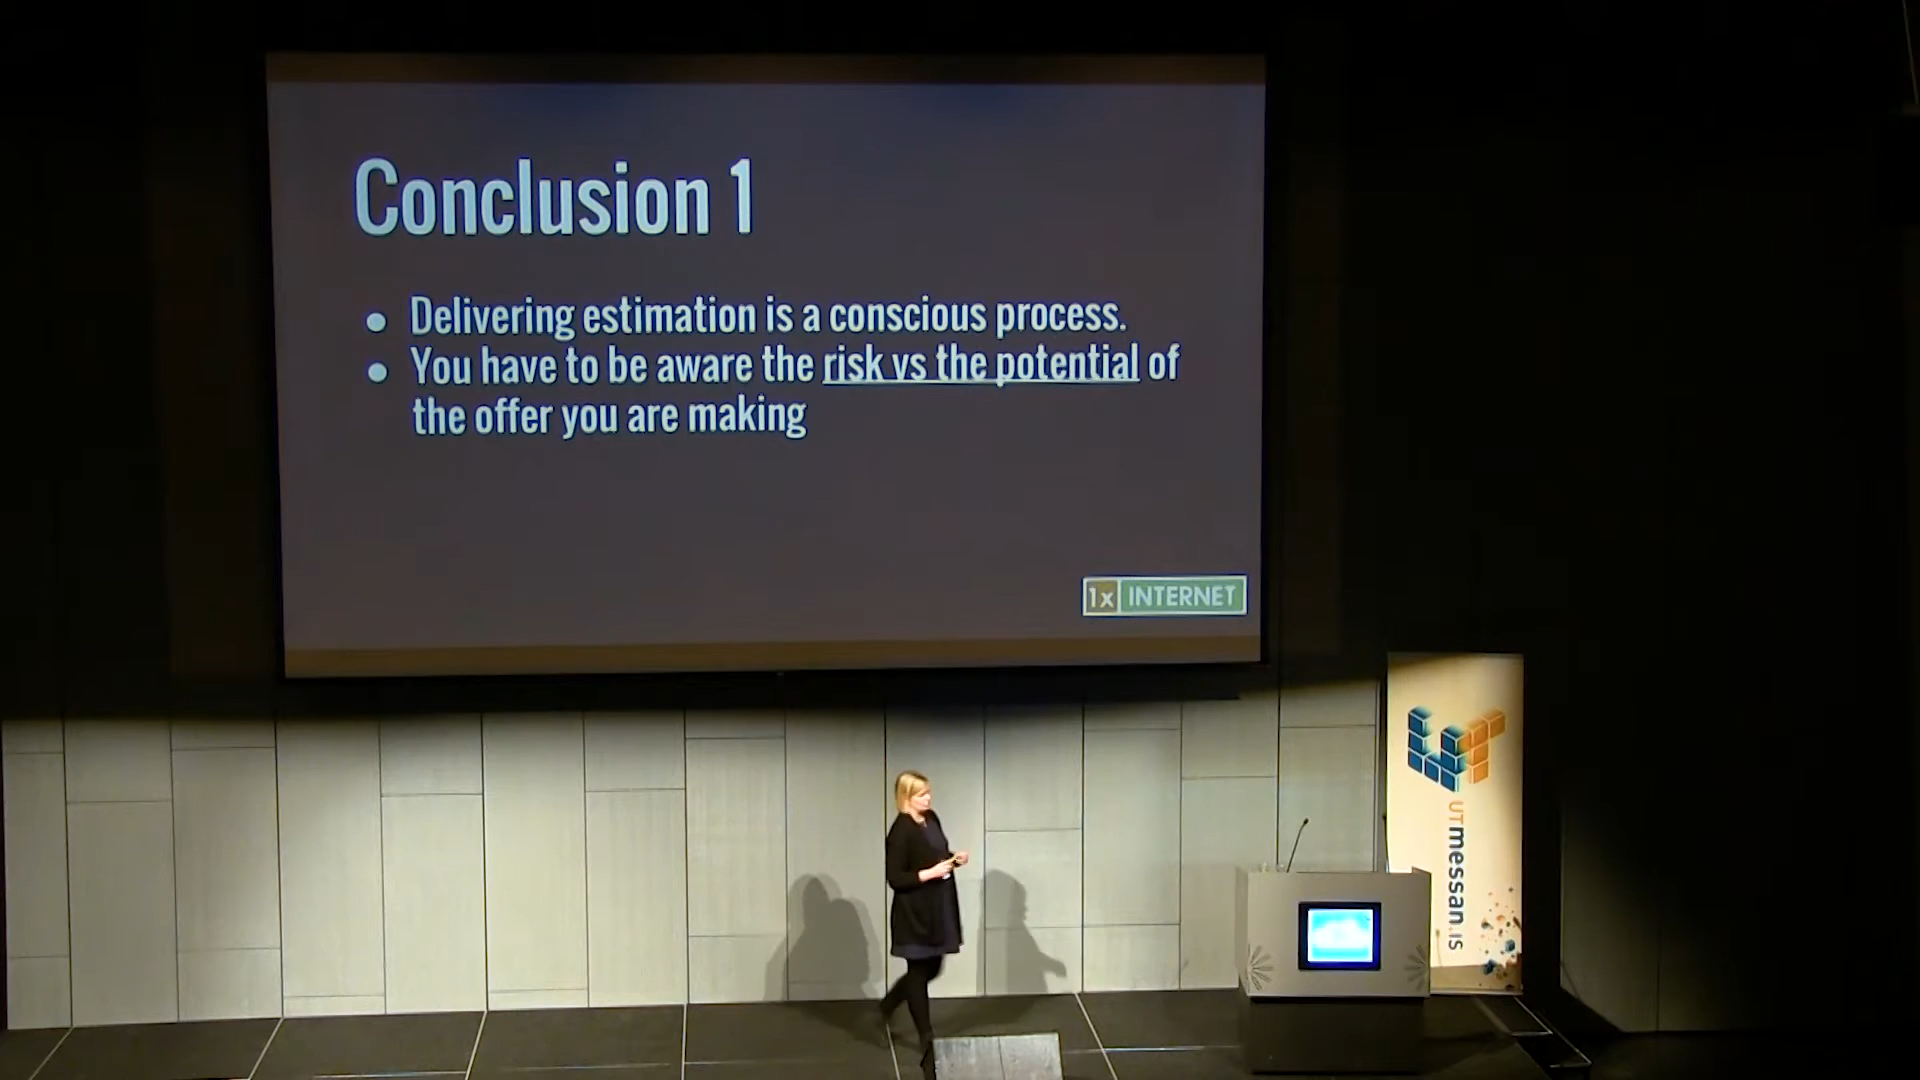 Conclusion 1
● Delivering estimation is a conscious process.
● You have to be aware the risk vs the potential of
the offer you are making
1x INTERNET
UT
UTmessan.is